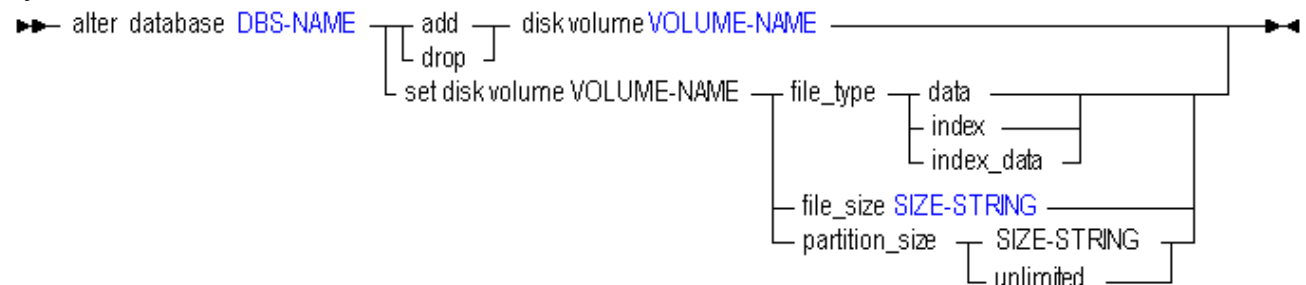 alter database DBS-NAME add disk volume VOLUME-NAME
drop
set disk volume VOLUME-NAME file_type data
index
index_data
file_size SIZE-STRING
partition_size SIZE-STRING
unlimited